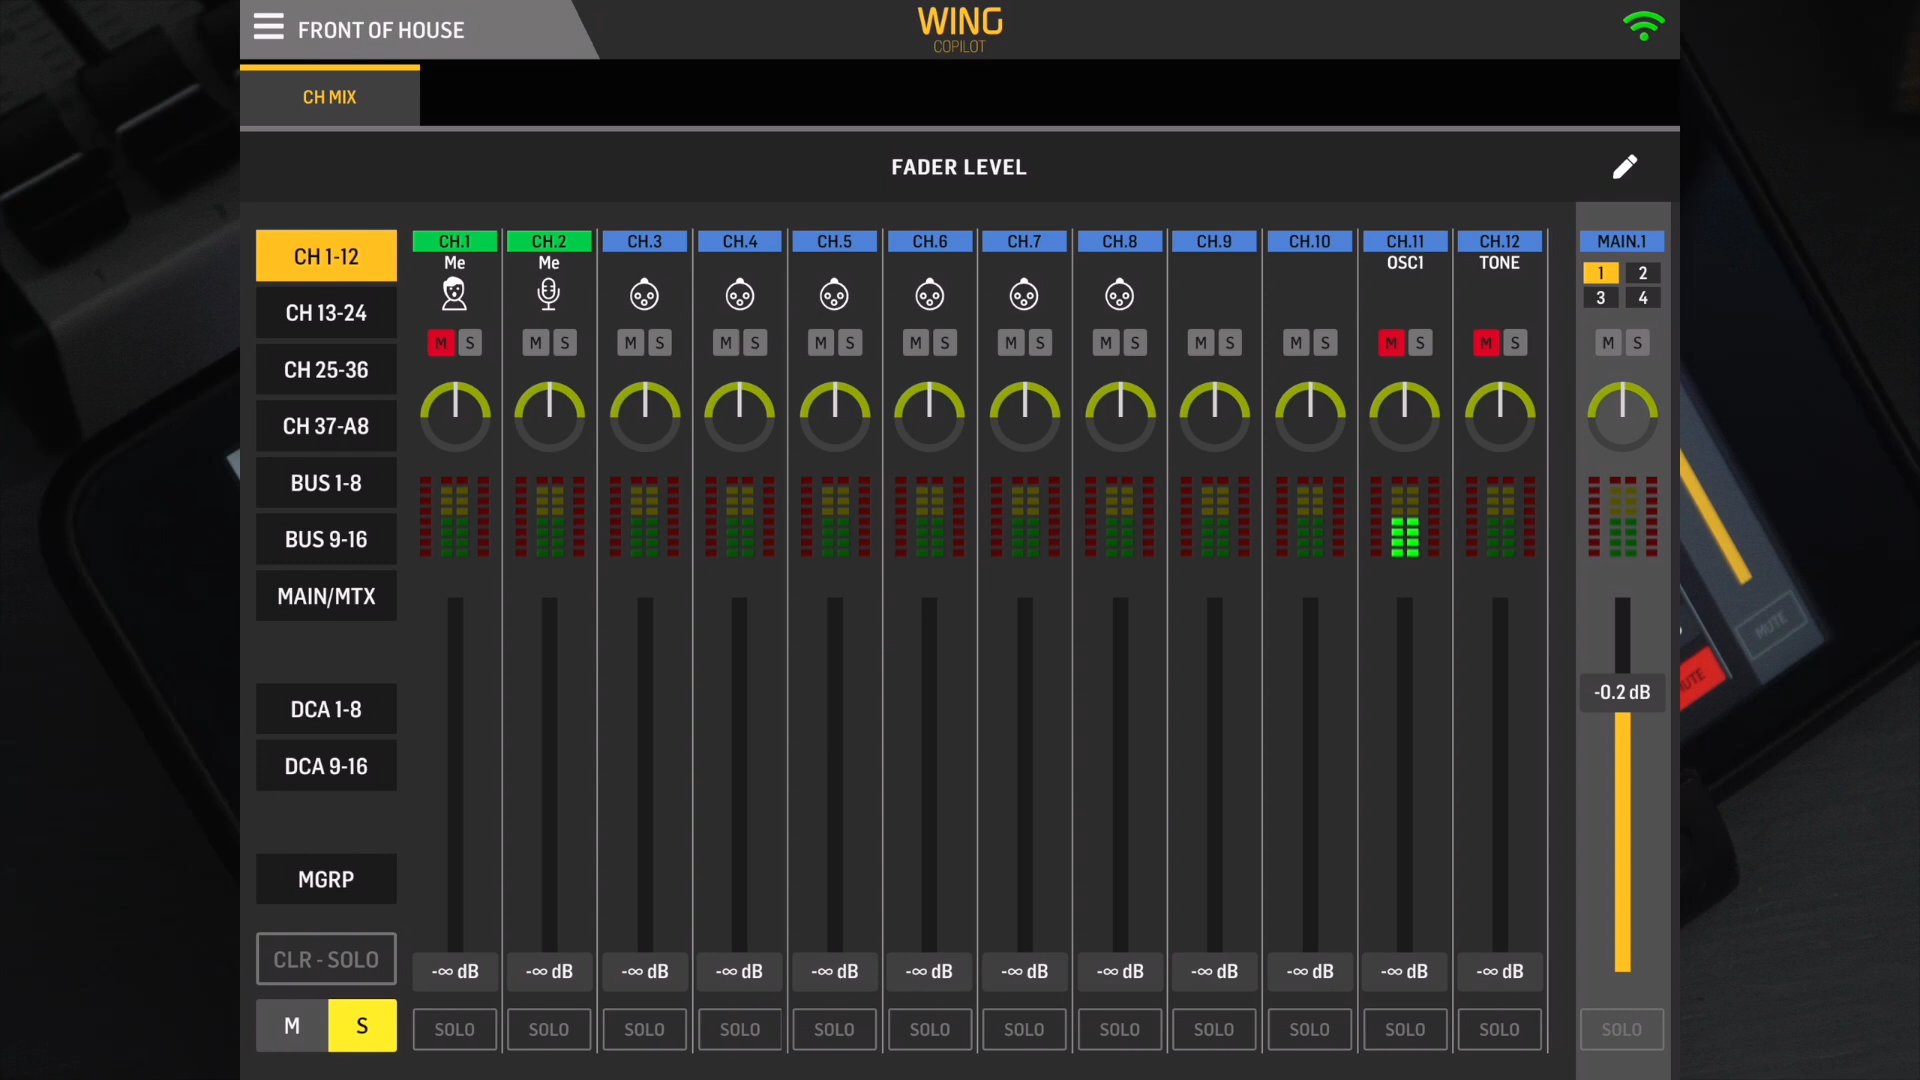 FRONT OF HOUSE
WING
COPILOT
CH MIX
FADER LEVEL
CH 1-12
CH 13-24
CH 25-36
CH 37-A8
BUS 1-8
BUS 9-16
MAIN/MTX
DCA 1-8
DCA 9-16
MGRP
CLR - SOLO
M S
CH.1 CH.2 CH.3 CH.4 CH.5 CH.6 CH.7 CH.8 CH.9 CH.10 CH.11 CH.12 MAIN.1
Me Me OSC1 TONE
1 2
3 4
M S M S M S M S M S M S M S M S M S M S M S M S M S
-0.2 dB
-∞ dB -∞ dB -∞ dB -∞ dB -∞ dB -∞ dB -∞ dB -∞ dB -∞ dB -∞ dB -∞ dB -∞ dB
SOLO SOLO SOLO SOLO SOLO SOLO SOLO SOLO SOLO SOLO SOLO SOLO SOLO
MUTE